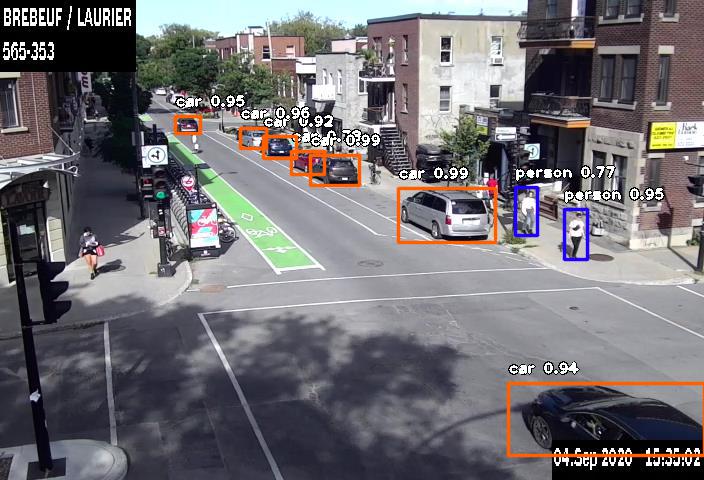 BREBEUF / LAURIER
565-353
car 0.95
car 0.96
car 0.92
car 0.99
car 0.99
person 0.77
person 0.95
car 0.94
04.Sep 2020 15:35:02